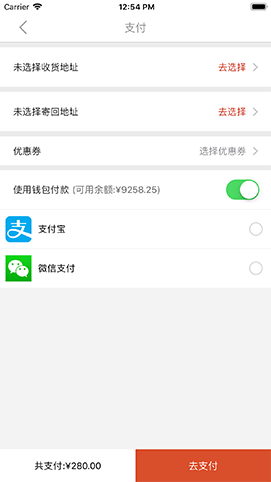 Carrier 12:54 PM
支付
未选择收货地址 去选择
未选择寄回地址 去选择
优惠券 选择优惠券
使用钱包付款 (可用余额:¥9258.25)
支 支付宝
微信支付
共支付:¥280.00 去支付